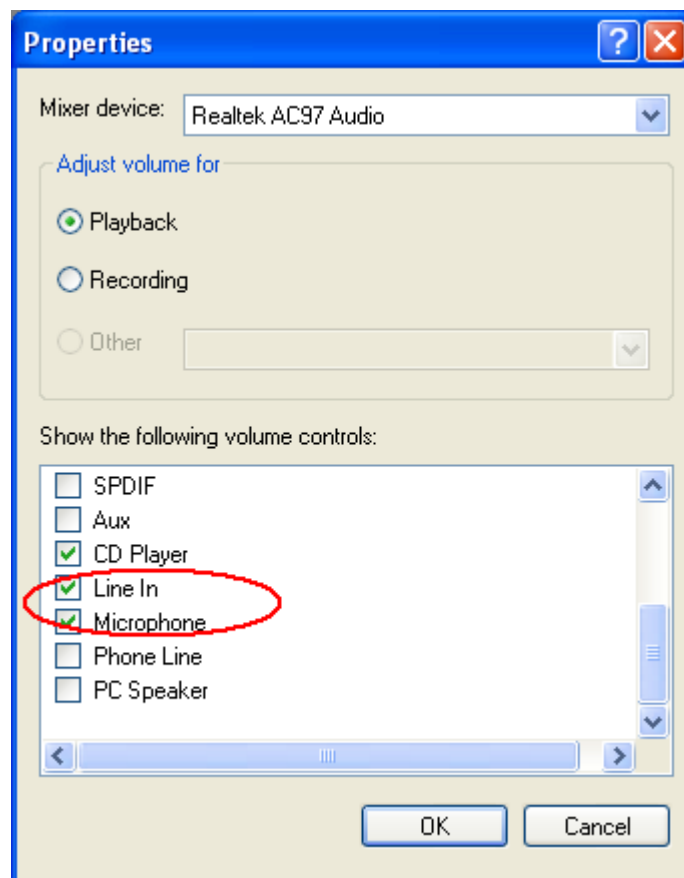 Properties
Mixer device: Realtek AC97 Audio
Adjust volume for
Playback
Recording
Other
Show the following volume controls:
SPDIF
Aux
CD Player
Line In
Microphone
Phone Line
PC Speaker
OK Cancel